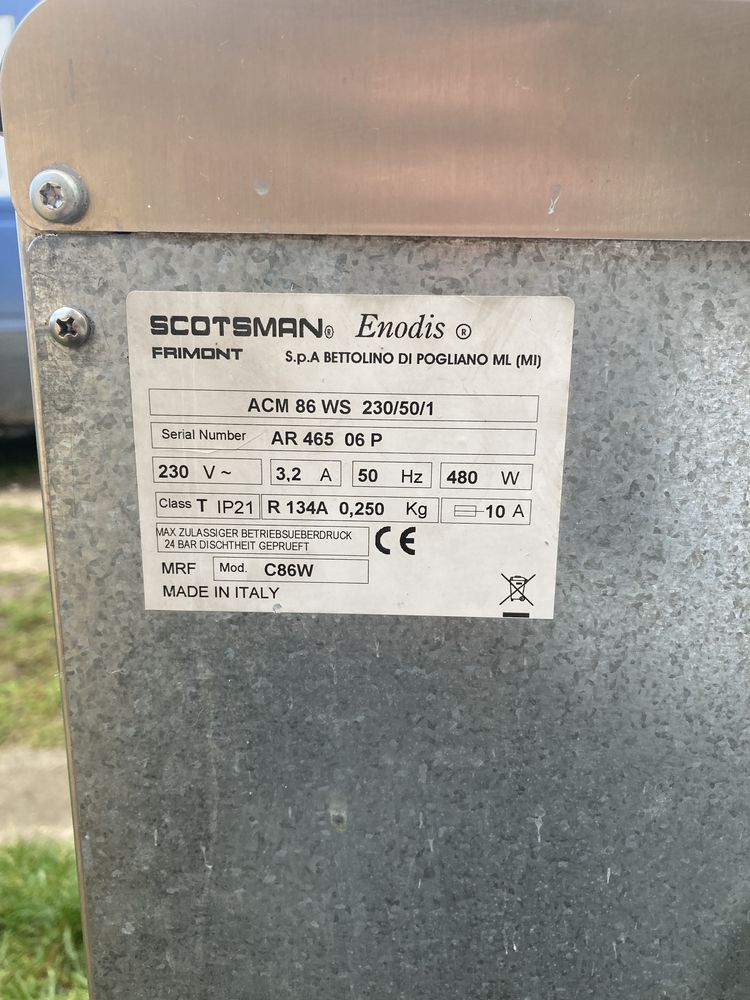 SCOTSMAN® Enodis ®
FRIMONT S.p.A BETTOLINO DI POGLIANO ML (MI)
ACM 86 WS 230/50/1
Serial Number AR 465 06 P
230 V ~ 3,2 A 50 Hz 480 W
Class T IP21 R 134A 0,250 Kg 10 A
MAX ZULASSIGER BETRIEBSUEBERDRUCK
24 BAR DISCHTHEIT GEPRUEFT
CE
MRF Mod. C86W
MADE IN ITALY